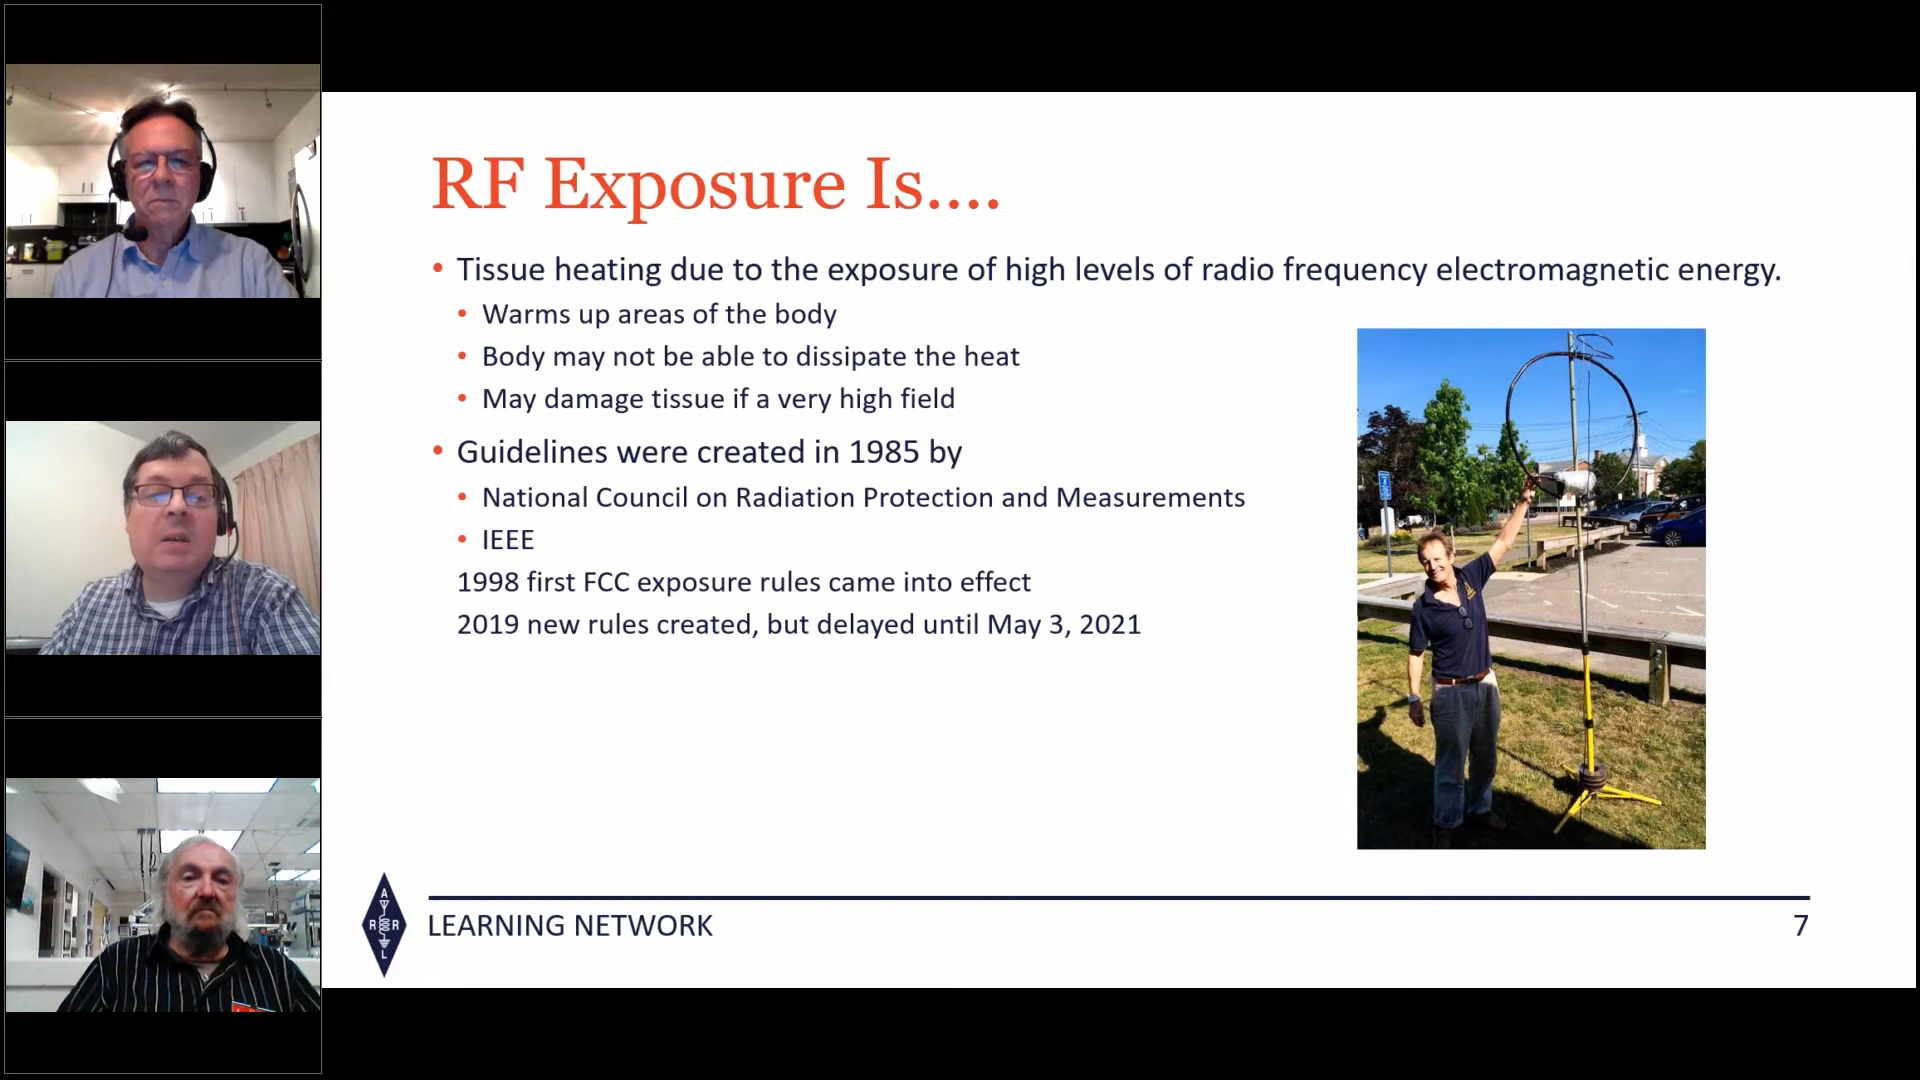 RF Exposure Is....
Tissue heating due to the exposure of high levels of radio frequency electromagnetic energy.
Warms up areas of the body
Body may not be able to dissipate the heat
May damage tissue if a very high field
Guidelines were created in 1985 by
National Council on Radiation Protection and Measurements
IEEE
1998 first FCC exposure rules came into effect
2019 new rules created, but delayed until May 3, 2021
A
R R
L
LEARNING NETWORK
7